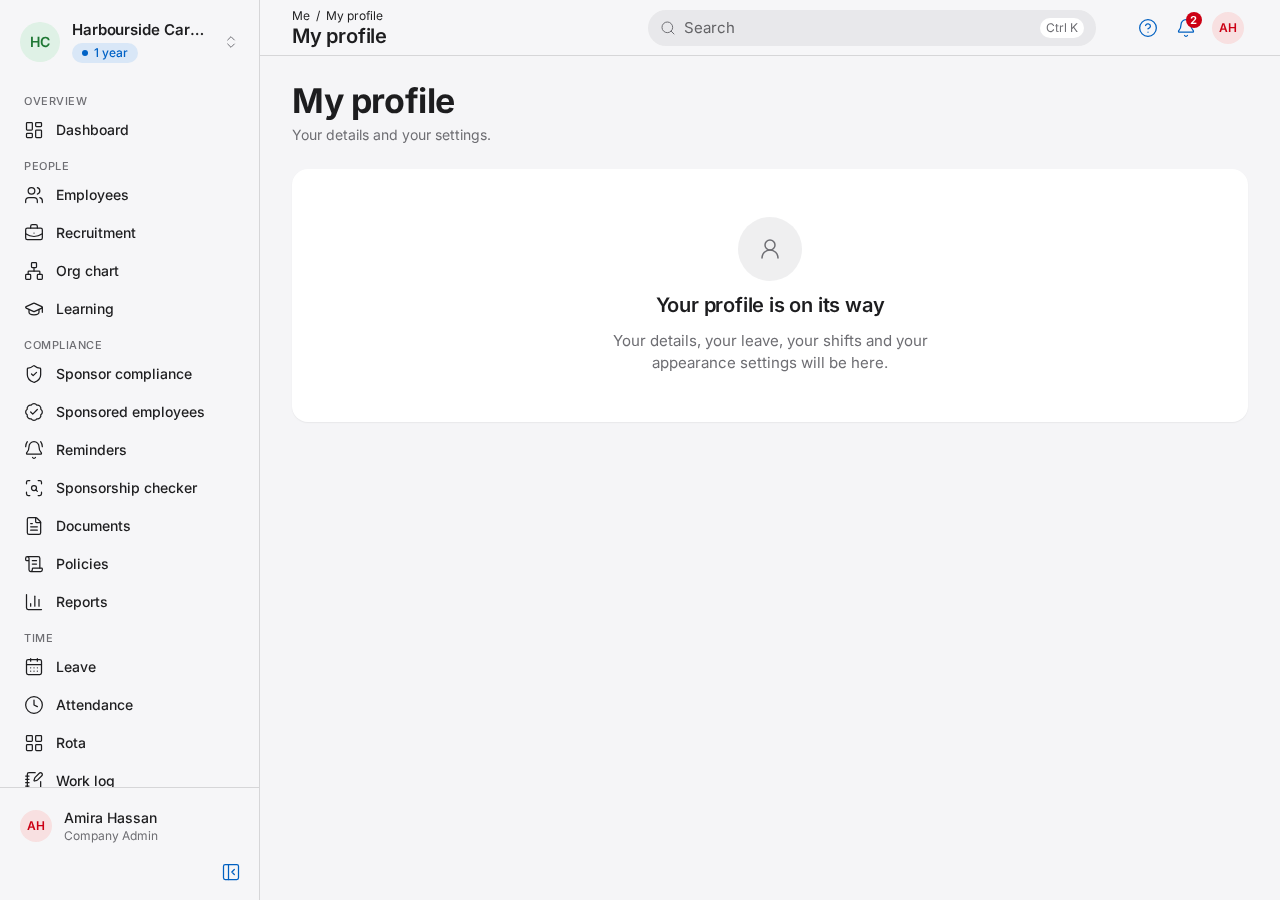 HC
Harbourside Car...
1 year
OVERVIEW
Dashboard
PEOPLE
Employees
Recruitment
Org chart
Learning
COMPLIANCE
Sponsor compliance
Sponsored employees
Reminders
Sponsorship checker
Documents
Policies
Reports
TIME
Leave
Attendance
Rota
Work log
AH
Amira Hassan
Company Admin
Me / My profile
My profile
Search
Ctrl K
2
AH
My profile
Your details and your settings.
Your profile is on its way
Your details, your leave, your shifts and your
appearance settings will be here.